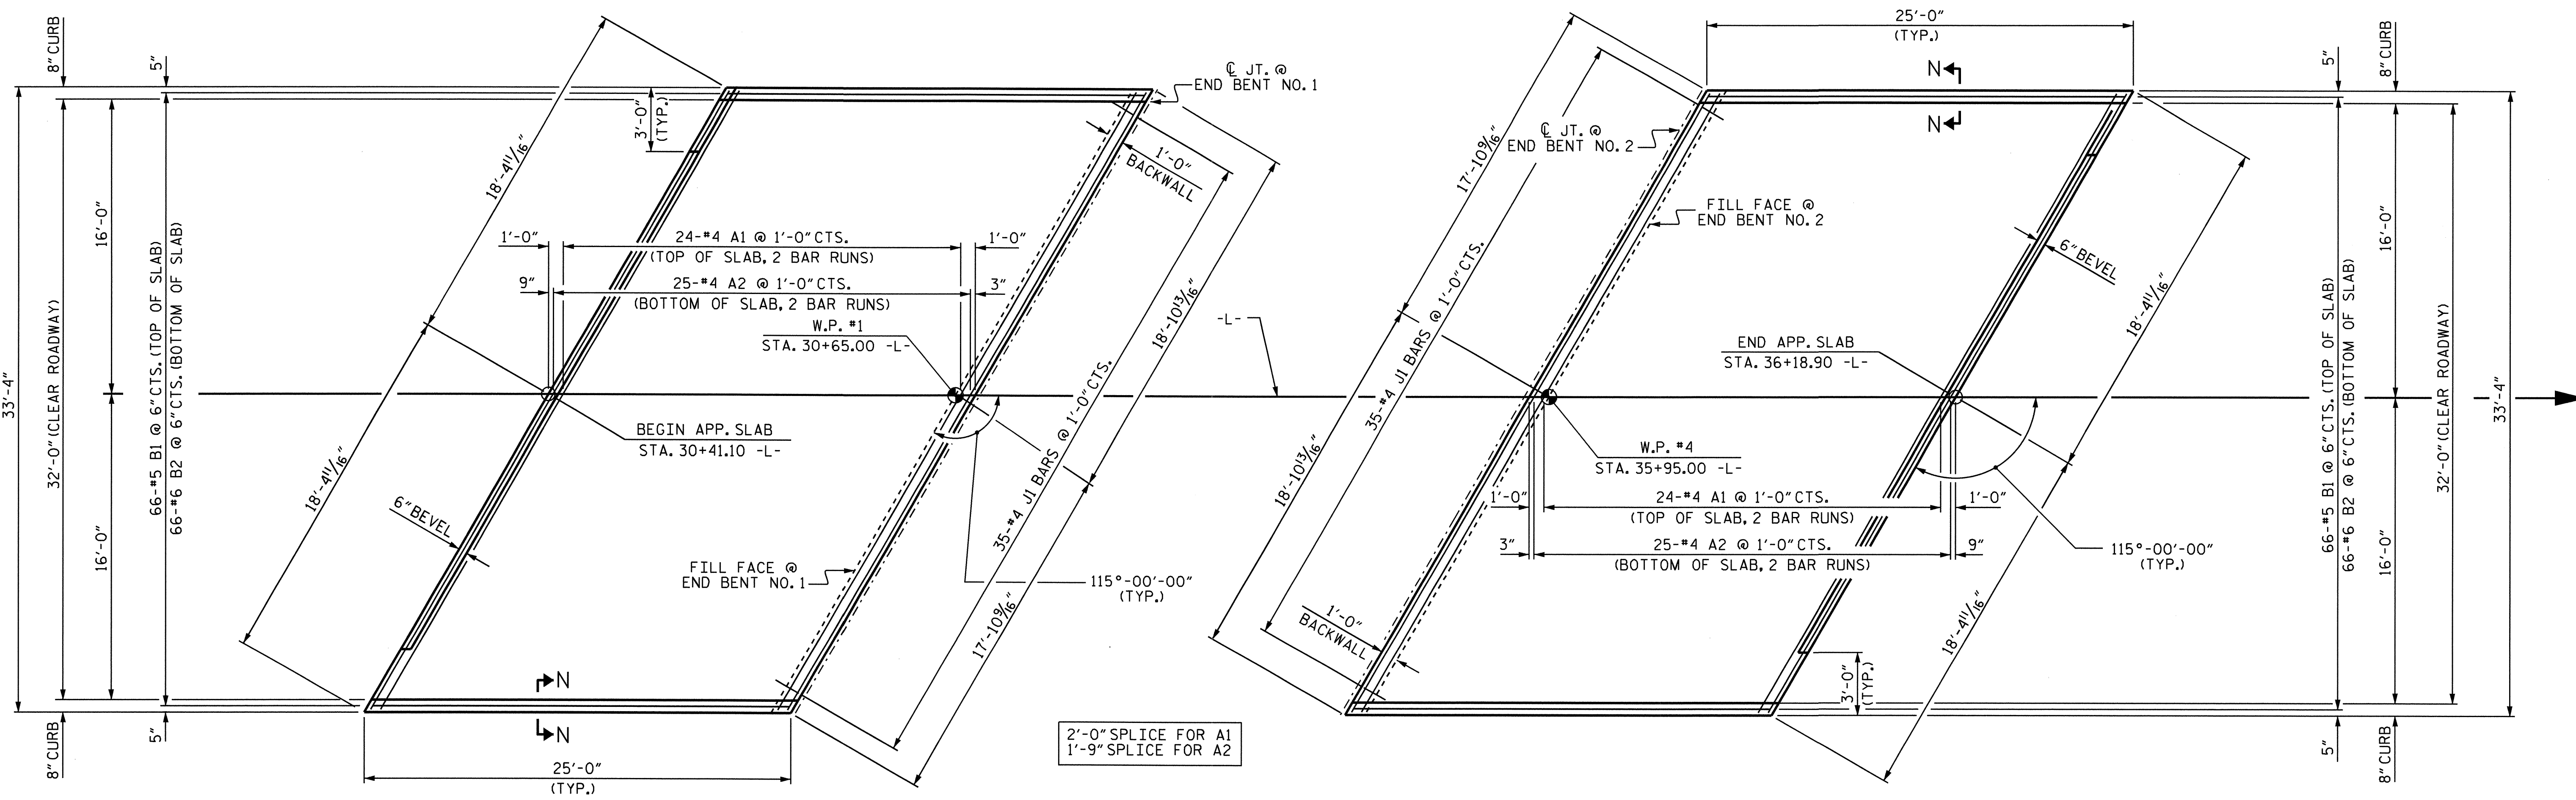 8" CURB
5"
33'-4"
32'-0" (CLEAR ROADWAY)
16'-0"
16'-0"
66-#5 B1 @ 6" CTS. (TOP OF SLAB)
66-#6 B2 @ 6" CTS. (BOTTOM OF SLAB)
8" CURB
5"
18'-4 11/16"
18'-4 11/16"
3'-0"
(TYP.)
℄ JT. @
END BENT NO. 1
1'-0"
BACKWALL
1'-0"
24-#4 A1 @ 1'-0" CTS.
(TOP OF SLAB, 2 BAR RUNS)
1'-0"
9"
25-#4 A2 @ 1'-0" CTS.
(BOTTOM OF SLAB, 2 BAR RUNS)
3"
W.P. #1
STA. 30+65.00 -L-
BEGIN APP. SLAB
STA. 30+41.10 -L-
6" BEVEL
FILL FACE @
END BENT NO. 1
35-#4 J1 BARS @ 1'-0" CTS.
18'-10 13/16"
17'-10 9/16"
115°-00'-00"
(TYP.)
N
N
25'-0"
(TYP.)
-L-
2'-0" SPLICE FOR A1
1'-9" SPLICE FOR A2
25'-0"
(TYP.)
N
N
17'-10 9/16"
℄ JT. @
END BENT NO. 2
35-#4 J1 BARS @ 1'-0" CTS.
FILL FACE @
END BENT NO. 2
6" BEVEL
18'-4 11/16"
END APP. SLAB
STA. 36+18.90 -L-
W.P. #4
STA. 35+95.00 -L-
18'-10 13/16"
1'-0"
24-#4 A1 @ 1'-0" CTS.
(TOP OF SLAB, 2 BAR RUNS)
1'-0"
3"
25-#4 A2 @ 1'-0" CTS.
(BOTTOM OF SLAB, 2 BAR RUNS)
9"
115°-00'-00"
(TYP.)
1'-0"
BACKWALL
3'-0"
(TYP.)
18'-4 11/16"
5"
8" CURB
16'-0"
66-#5 B1 @ 6" CTS. (TOP OF SLAB)
66-#6 B2 @ 6" CTS. (BOTTOM OF SLAB)
32'-0" (CLEAR ROADWAY)
33'-4"
16'-0"
5"
8" CURB